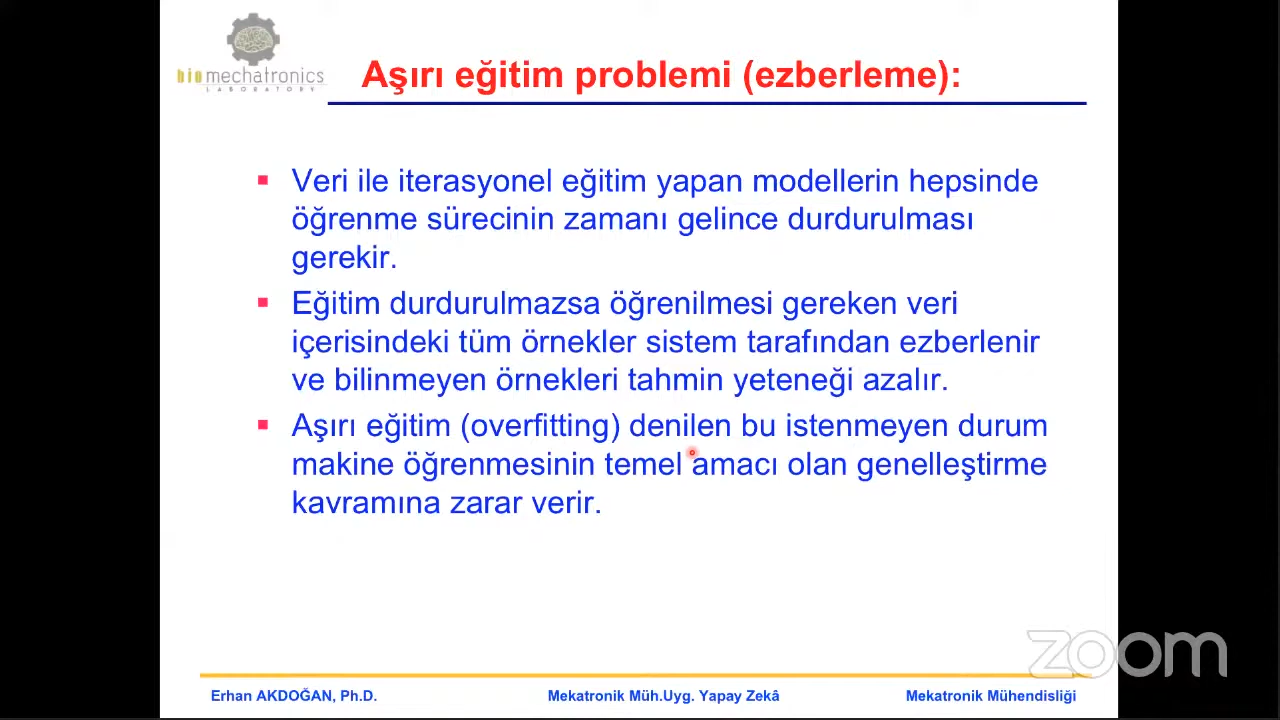 biomechatronics
LABORATORY
Aşırı eğitim problemi (ezberleme):
Veri ile iterasyonel eğitim yapan modellerin hepsinde
öğrenme sürecinin zamanı gelince durdurulması
gerekir.
Eğitim durdurulmazsa öğrenilmesi gereken veri
içerisindeki tüm örnekler sistem tarafından ezberlenir
ve bilinmeyen örnekleri tahmin yeteneği azalır.
Aşırı eğitim (overfitting) denilen bu istenmeyen durum
makine öğrenmesinin temel amacı olan genelleştirme
kavramına zarar verir.
zoom
Erhan AKDOĞAN, Ph.D.
Mekatronik Müh.Uyg. Yapay Zekâ
Mekatronik Mühendisliği